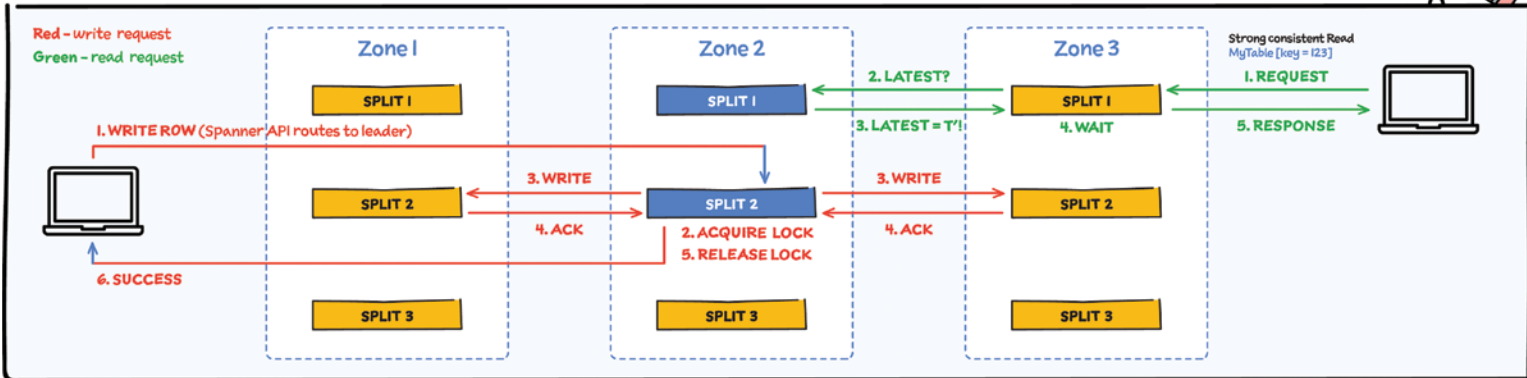 Red – write request
Green – read request
Zone 1
Zone 2
Zone 3
Strong consistent Read
MyTable [key = 123]
SPLIT 1
SPLIT 1
2. LATEST?
3. LATEST = T'!
SPLIT 1
4. WAIT
1. REQUEST
5. RESPONSE
1. WRITE ROW (Spanner API routes to leader)
SPLIT 2
3. WRITE
4. ACK
SPLIT 2
2. ACQUIRE LOCK
5. RELEASE LOCK
3. WRITE
4. ACK
SPLIT 2
6. SUCCESS
SPLIT 3
SPLIT 3
SPLIT 3